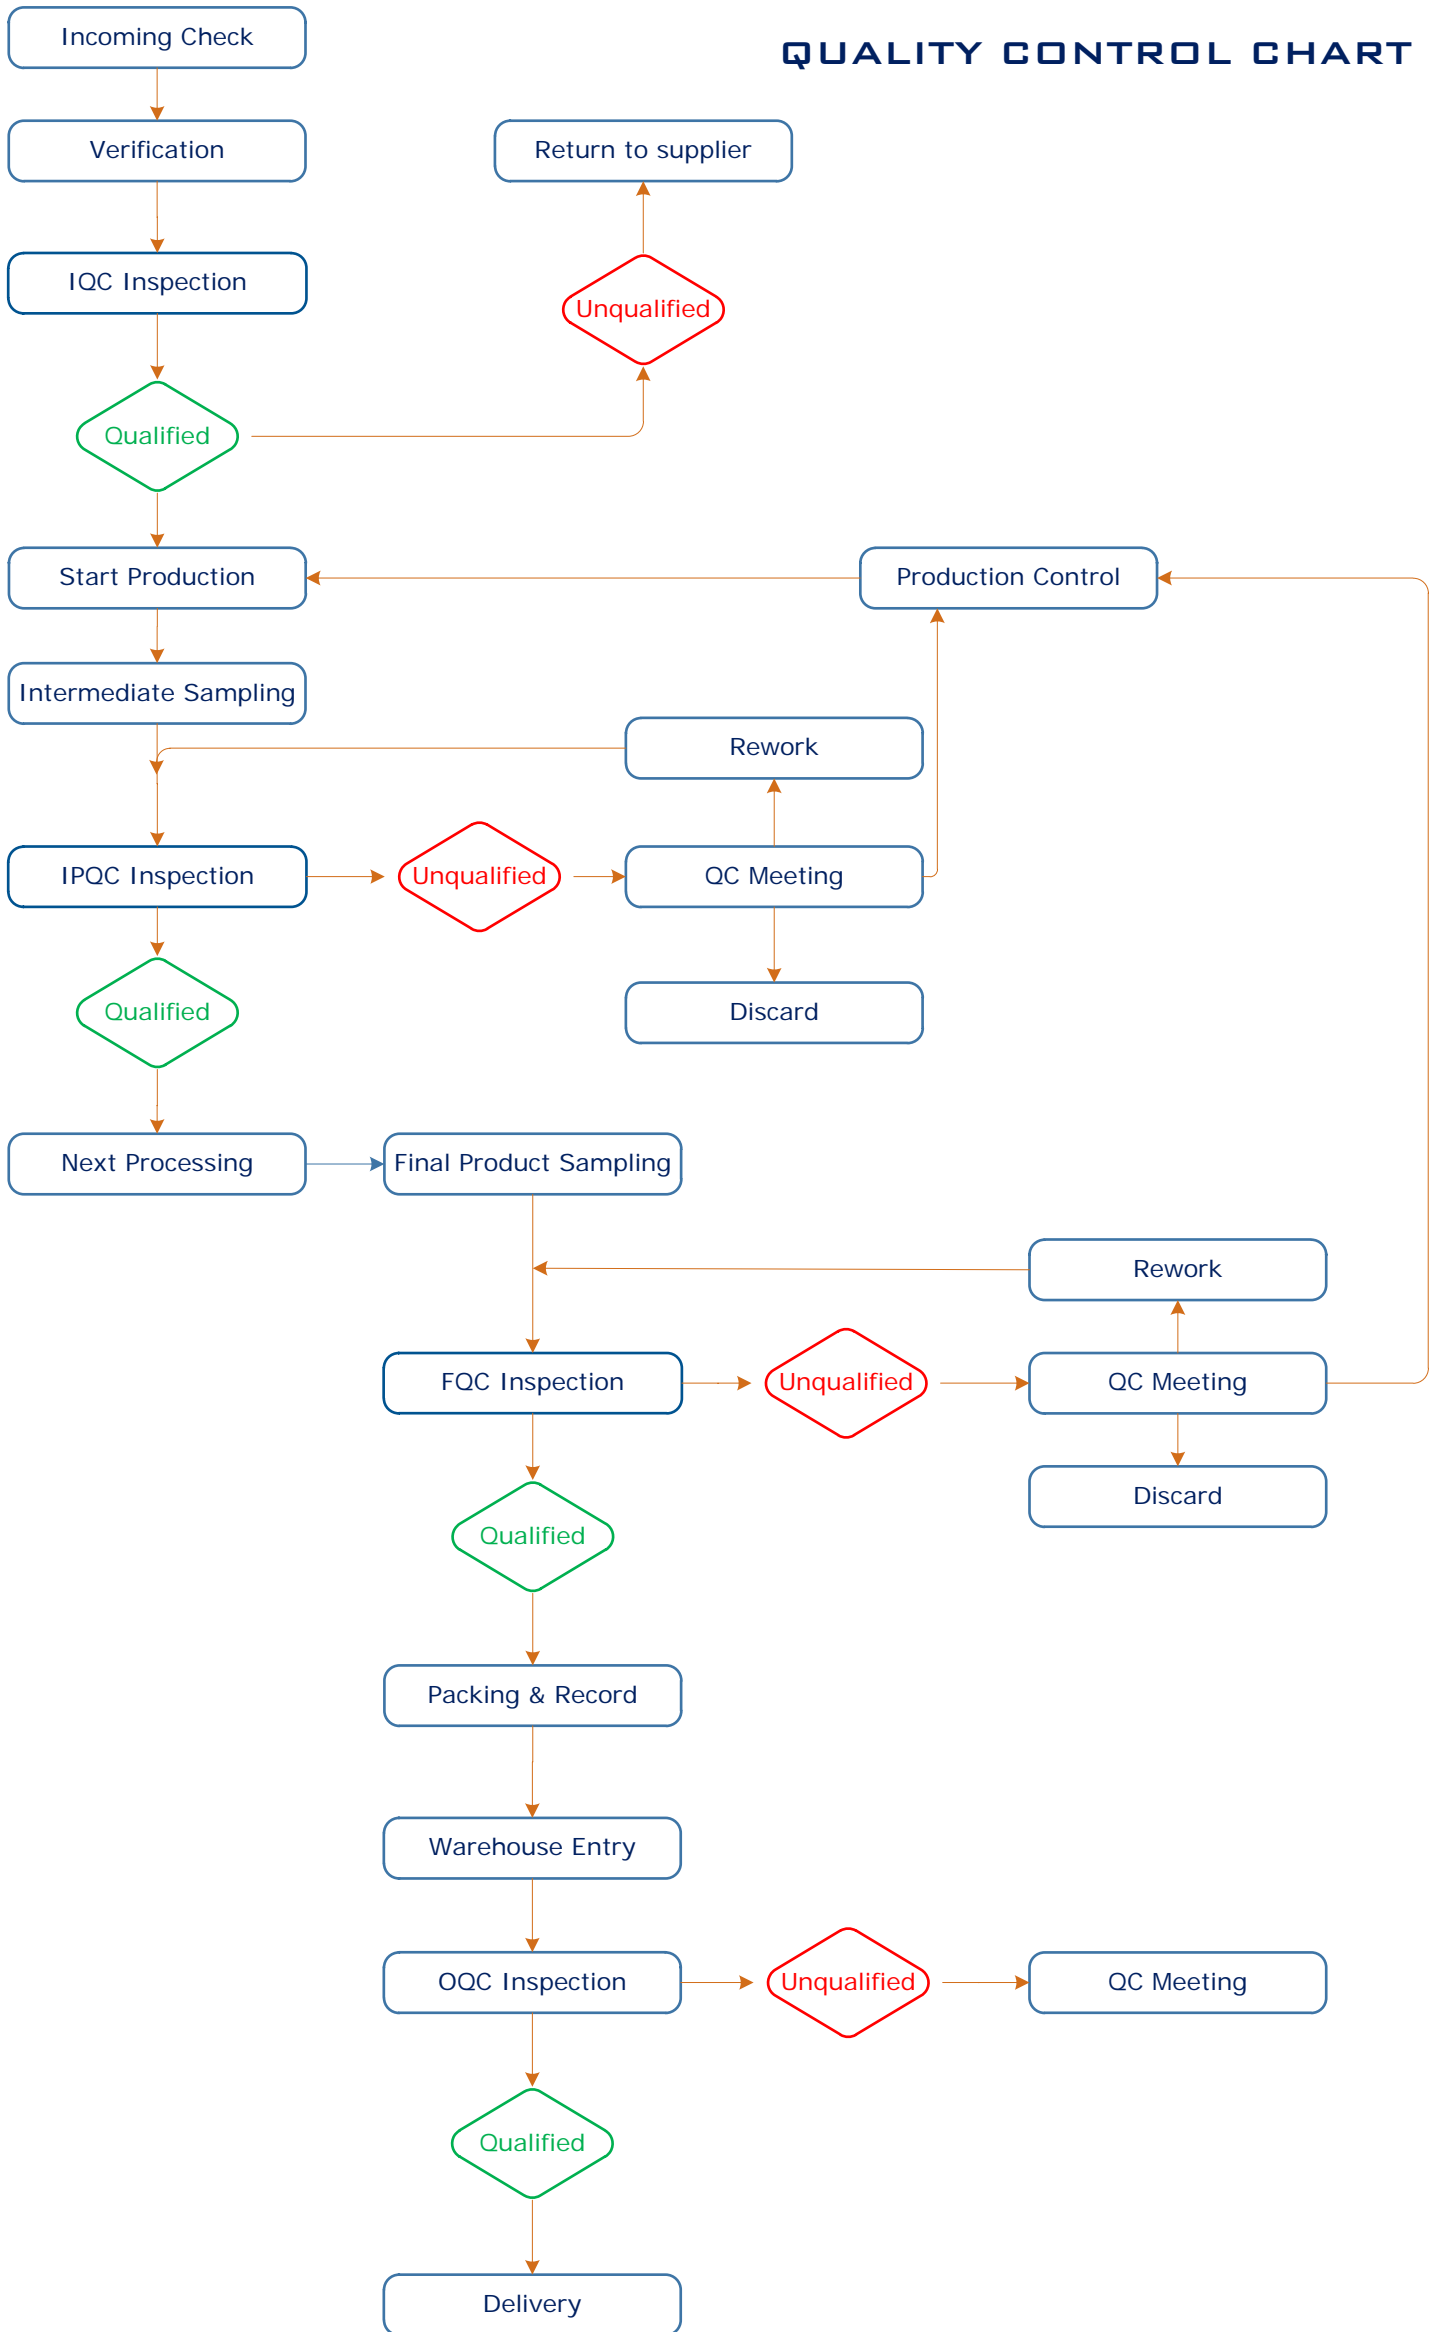 Incoming Check
QUALITY CONTROL CHART
Verification
Return to supplier
IQC Inspection
Unqualified
Qualified
Start Production
Production Control
Intermediate Sampling
Rework
IPQC Inspection
Unqualified
QC Meeting
Qualified
Discard
Next Processing
Final Product Sampling
Rework
FQC Inspection
Unqualified
QC Meeting
Discard
Qualified
Packing & Record
Warehouse Entry
OQC Inspection
Unqualified
QC Meeting
Qualified
Delivery